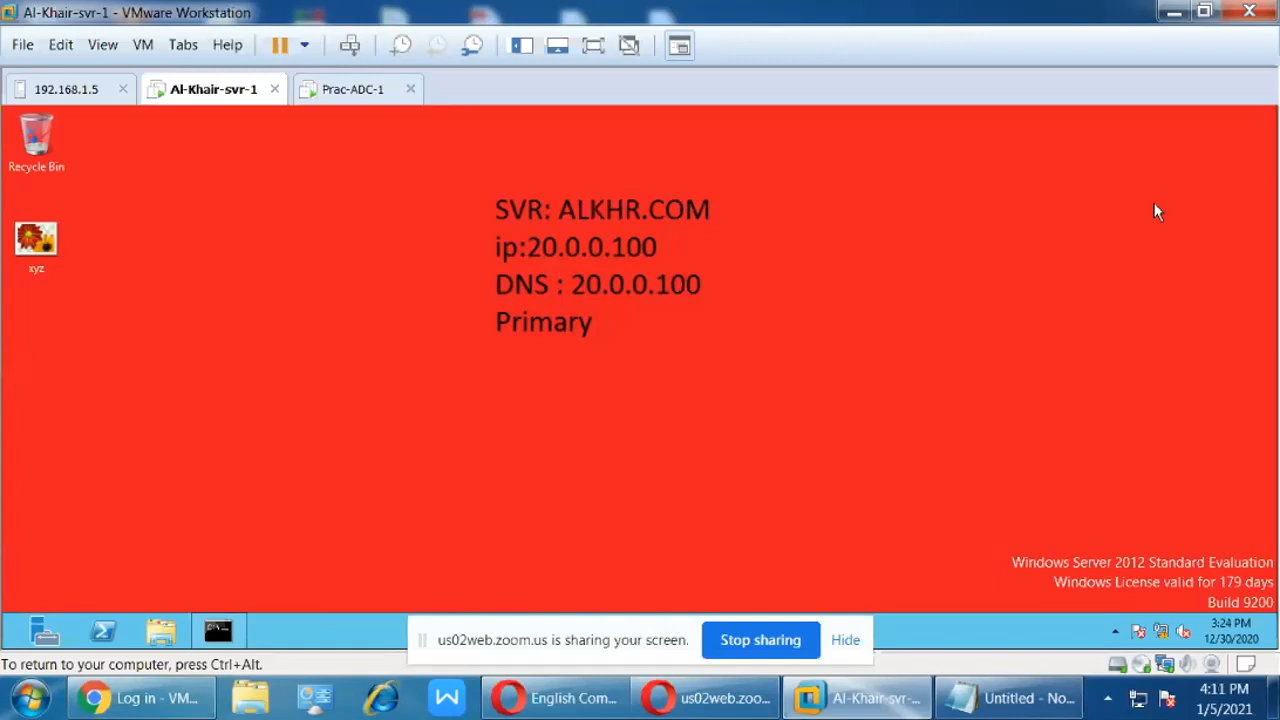 Al-Khair-svr-1 - VMware Workstation
File Edit View VM Tabs Help
192.168.1.5 Al-Khair-svr-1 Prac-ADC-1
Recycle Bin
xyz
SVR: ALKHR.COM
ip:20.0.0.100
DNS : 20.0.0.100
Primary
Windows Server 2012 Standard Evaluation
Windows License valid for 179 days
Build 9200
us02web.zoom.us is sharing your screen. Stop sharing Hide
3:24 PM
12/30/2020
To return to your computer, press Ctrl+Alt.
Log in - VM... English Com... us02web.zoo... Al-Khair-svr-... Untitled - No...
4:11 PM
1/5/2021